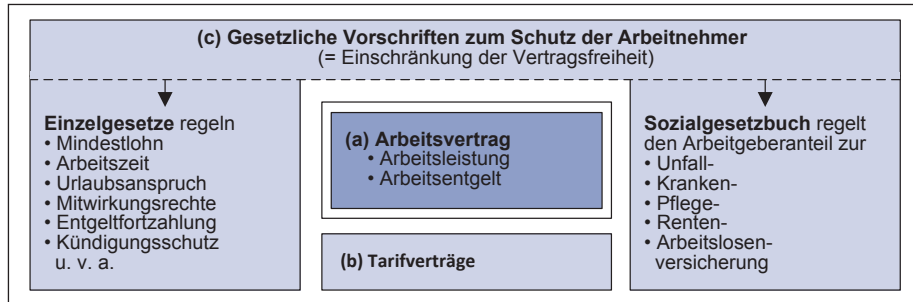 (c) Gesetzliche Vorschriften zum Schutz der Arbeitnehmer
(= Einschränkung der Vertragsfreiheit)
Einzelgesetze regeln
• Mindestlohn
• Arbeitszeit
• Urlaubsanspruch
• Mitwirkungsrechte
• Entgeltfortzahlung
• Kündigungsschutz
u. v. a.
(a) Arbeitsvertrag
• Arbeitsleistung
• Arbeitsentgelt
(b) Tarifverträge
Sozialgesetzbuch regelt
den Arbeitgeberanteil zur
• Unfall-
• Kranken-
• Pflege-
• Renten-
• Arbeitslosen-
versicherung